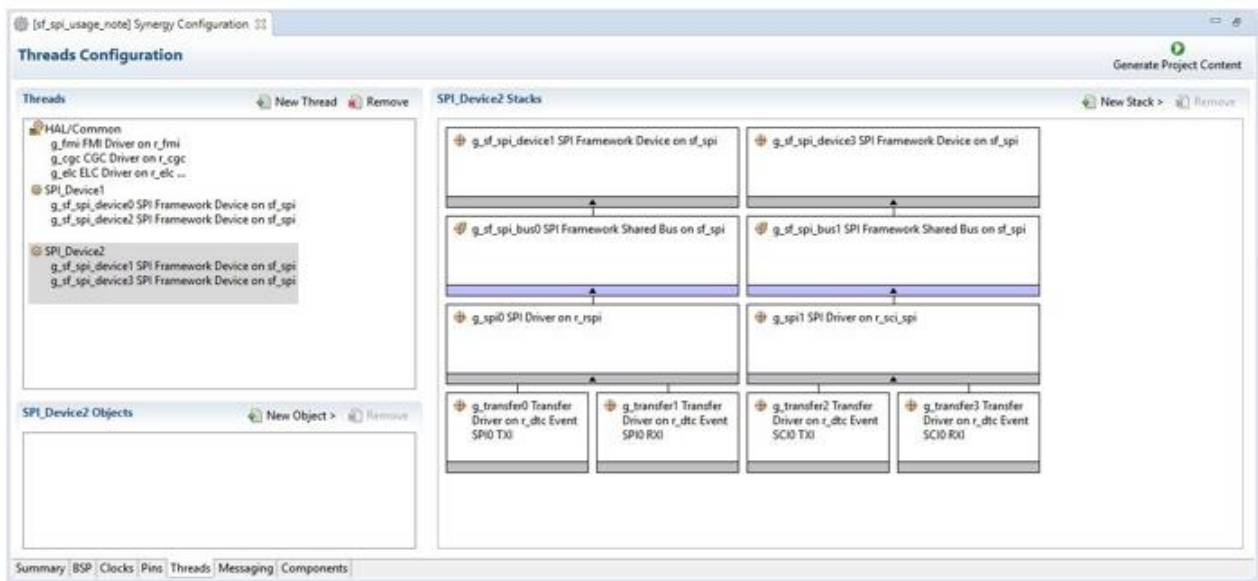 [sf_spi_usage_note] Synergy Configuration
Threads Configuration
Generate Project Content
Threads
New Thread
Remove
HAL/Common
g_fmi FMI Driver on r_fmi
g_cgc CGC Driver on r_cgc
g_elc ELC Driver on r_elc ...
SPI_Device1
g_sf_spi_device0 SPI Framework Device on sf_spi
g_sf_spi_device2 SPI Framework Device on sf_spi
SPI_Device2
g_sf_spi_device1 SPI Framework Device on sf_spi
g_sf_spi_device3 SPI Framework Device on sf_spi
SPI_Device2 Objects
New Object >
Remove
SPI_Device2 Stacks
New Stack >
Remove
g_sf_spi_device1 SPI Framework Device on sf_spi
g_sf_spi_device3 SPI Framework Device on sf_spi
g_sf_spi_bus0 SPI Framework Shared Bus on sf_spi
g_sf_spi_bus1 SPI Framework Shared Bus on sf_spi
g_spi0 SPI Driver on r_rspi
g_spi1 SPI Driver on r_sci_spi
g_transfer0 Transfer
Driver on r_dtc Event
SPI0 TXI
g_transfer1 Transfer
Driver on r_dtc Event
SPI0 RXI
g_transfer2 Transfer
Driver on r_dtc Event
SCI0 TXI
g_transfer3 Transfer
Driver on r_dtc Event
SCI0 RXI
Summary BSP Clocks Pins Threads Messaging Components